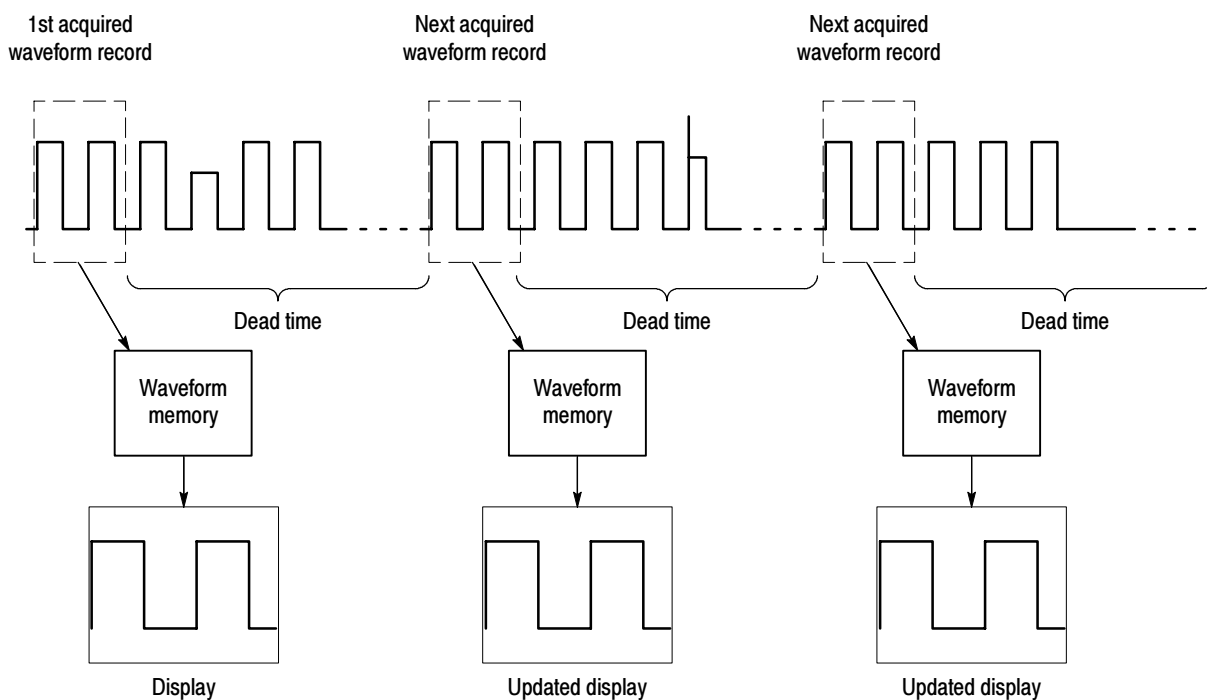 1st acquired
waveform record
Next acquired
waveform record
Next acquired
waveform record
Dead time
Dead time
Dead time
Waveform
memory
Waveform
memory
Waveform
memory
Display
Updated display
Updated display